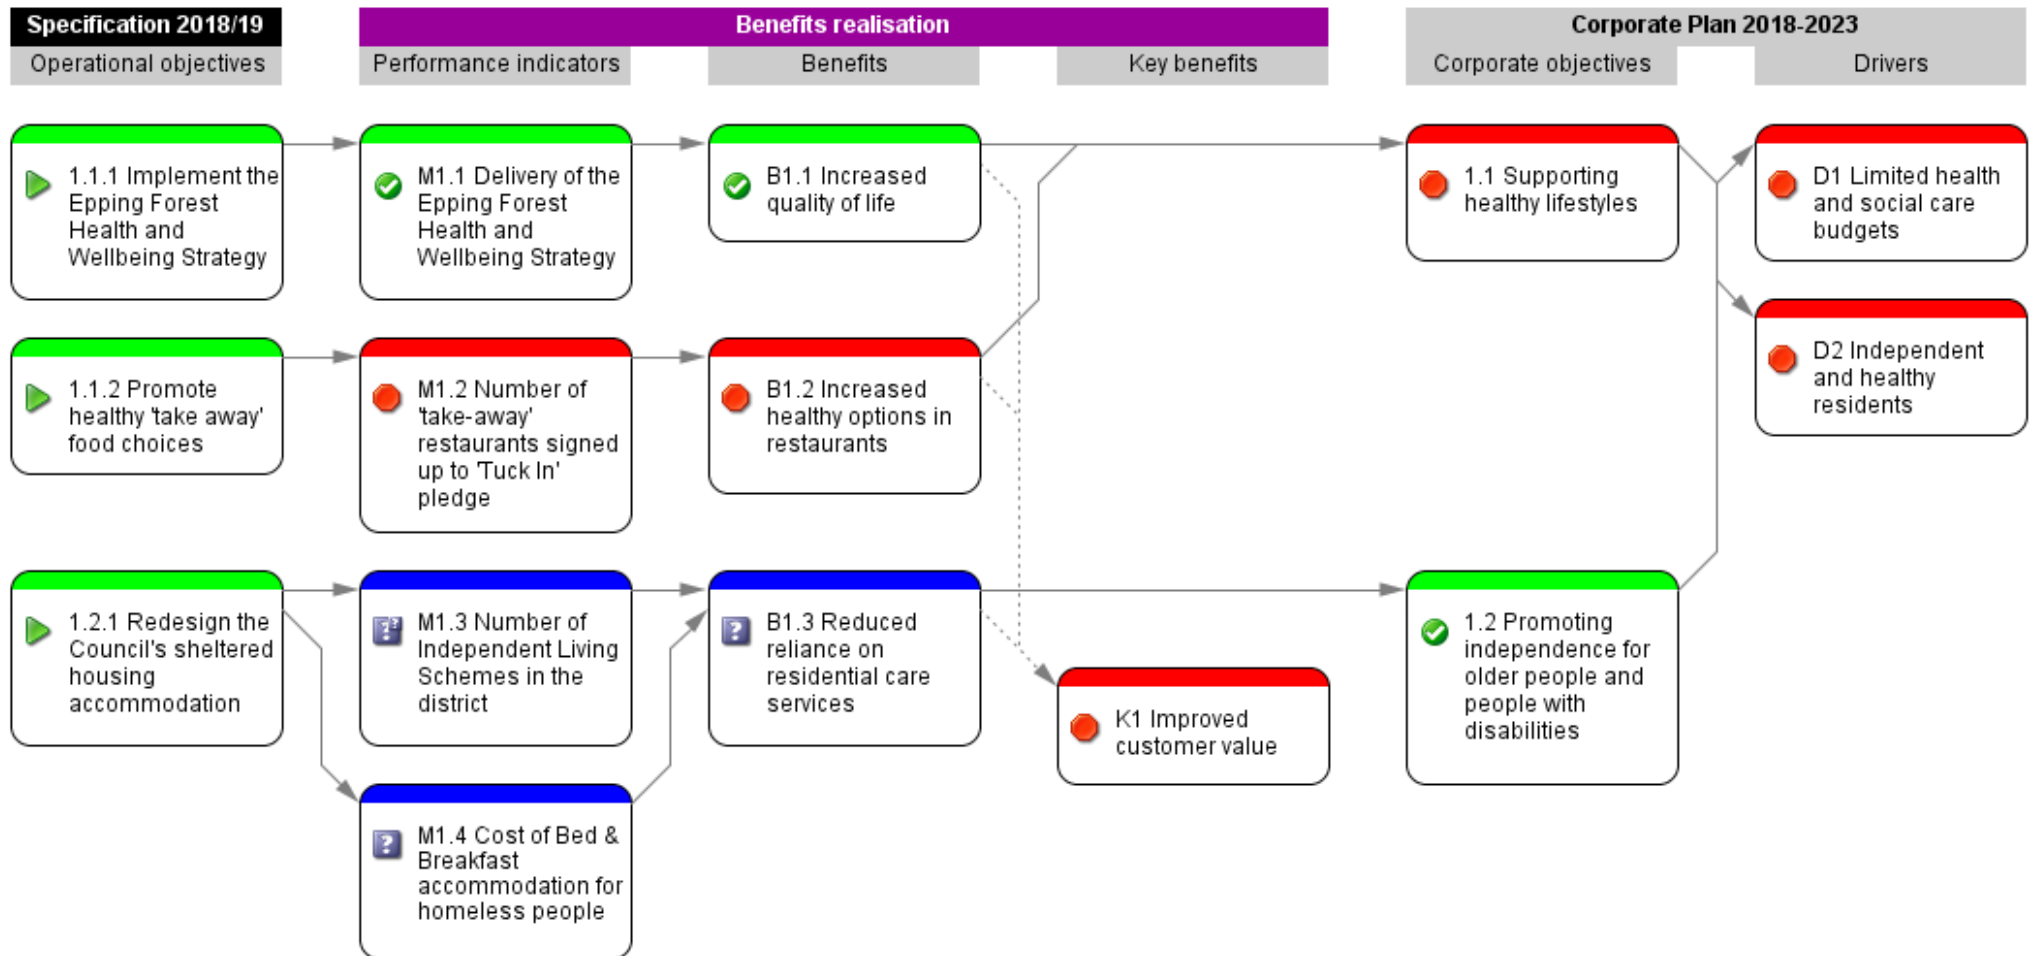 Specification 2018/19
Benefits realisation
Corporate Plan 2018-2023
Operational objectives
Performance indicators
Benefits
Key benefits
Corporate objectives
Drivers
1.1.1 Implement the
Epping Forest
Health and
Wellbeing Strategy
M1.1 Delivery of the
Epping Forest
Health and
Wellbeing Strategy
B1.1 Increased
quality of life
1.1 Supporting
healthy lifestyles
D1 Limited health
and social care
budgets
D2 Independent
and healthy
residents
1.1.2 Promote
healthy 'take away'
food choices
M1.2 Number of
'take-away'
restaurants signed
up to 'Tuck In'
pledge
B1.2 Increased
healthy options in
restaurants
1.2.1 Redesign the
Council's sheltered
housing
accommodation
M1.3 Number of
Independent Living
Schemes in the
district
B1.3 Reduced
reliance on
residential care
services
K1 Improved
customer value
1.2 Promoting
independence for
older people and
people with
disabilities
M1.4 Cost of Bed &
Breakfast
accommodation for
homeless people